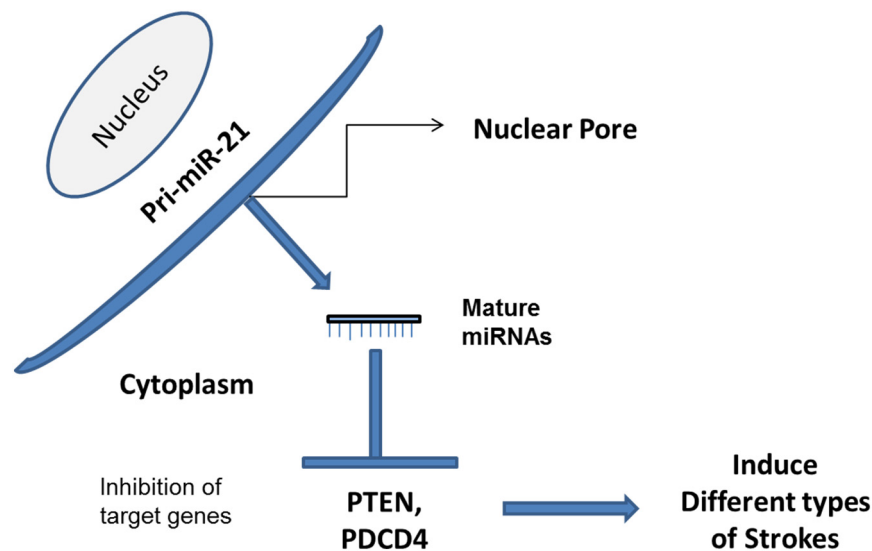 Nucleus
Pri-miR-21
Nuclear Pore
Mature
miRNAs
Cytoplasm
Inhibition of
target genes
PTEN,
PDCD4
Induce
Different types
of Strokes